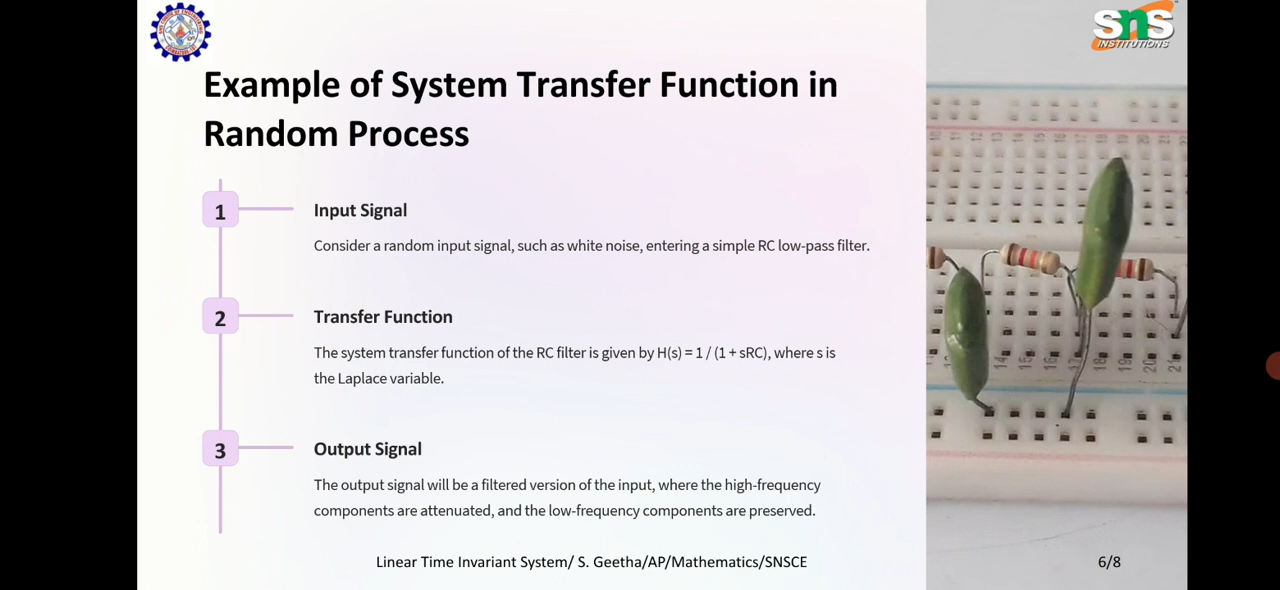 sns
INSTITUTIONS
Example of System Transfer Function in
Random Process
1
Input Signal
Consider a random input signal, such as white noise, entering a simple RC low-pass filter.
2
Transfer Function
The system transfer function of the RC filter is given by H(s) = 1 / (1 + sRC), where s is
the Laplace variable.
3
Output Signal
The output signal will be a filtered version of the input, where the high-frequency
components are attenuated, and the low-frequency components are preserved.
Linear Time Invariant System/ S. Geetha/AP/Mathematics/SNSCE
6/8